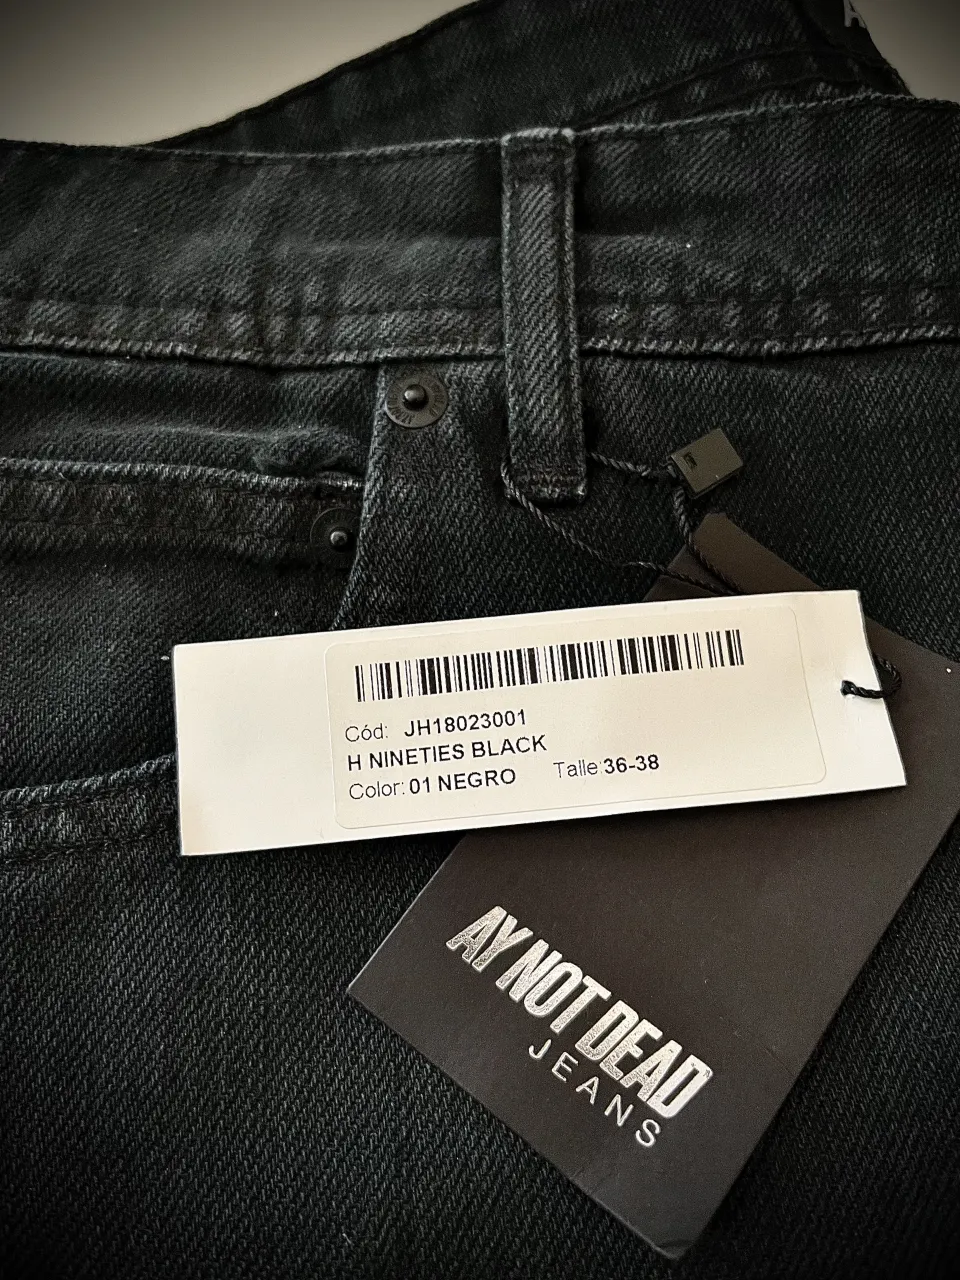 Cód: JH18023001
H NINETIES BLACK
Color: 01 NEGRO Talle: 36-38
AY NOT DEAD
JEANS